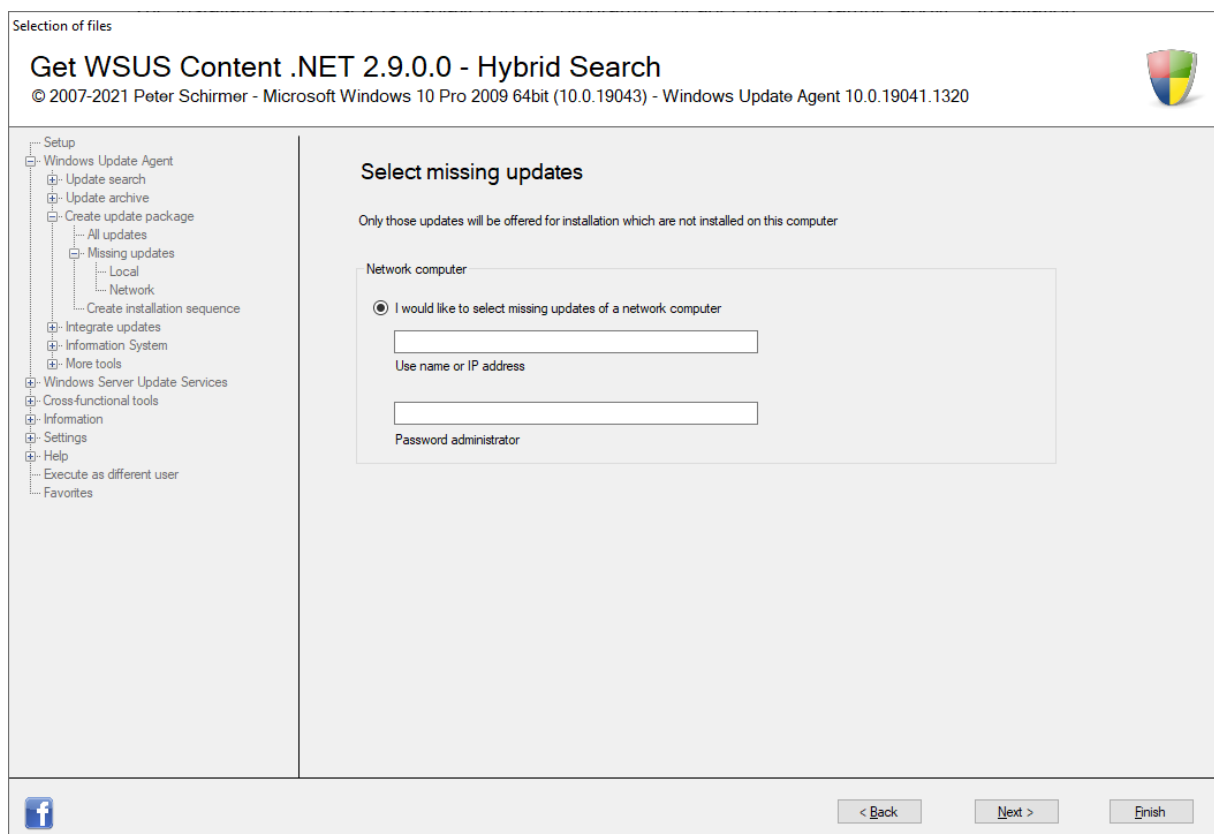 Selection of files
Get WSUS Content .NET 2.9.0.0 - Hybrid Search
© 2007-2021 Peter Schirmer - Microsoft Windows 10 Pro 2009 64bit (10.0.19043) - Windows Update Agent 10.0.19041.1320
Setup
Windows Update Agent
Update search
Update archive
Create update package
All updates
Missing updates
Local
Network
Create installation sequence
Integrate updates
Information System
More tools
Windows Server Update Services
Cross-functional tools
Information
Settings
Help
Execute as different user
Favorites
Select missing updates
Only those updates will be offered for installation which are not installed on this computer
Network computer
I would like to select missing updates of a network computer
Use name or IP address
Password administrator
f
< Back
Next >
Finish